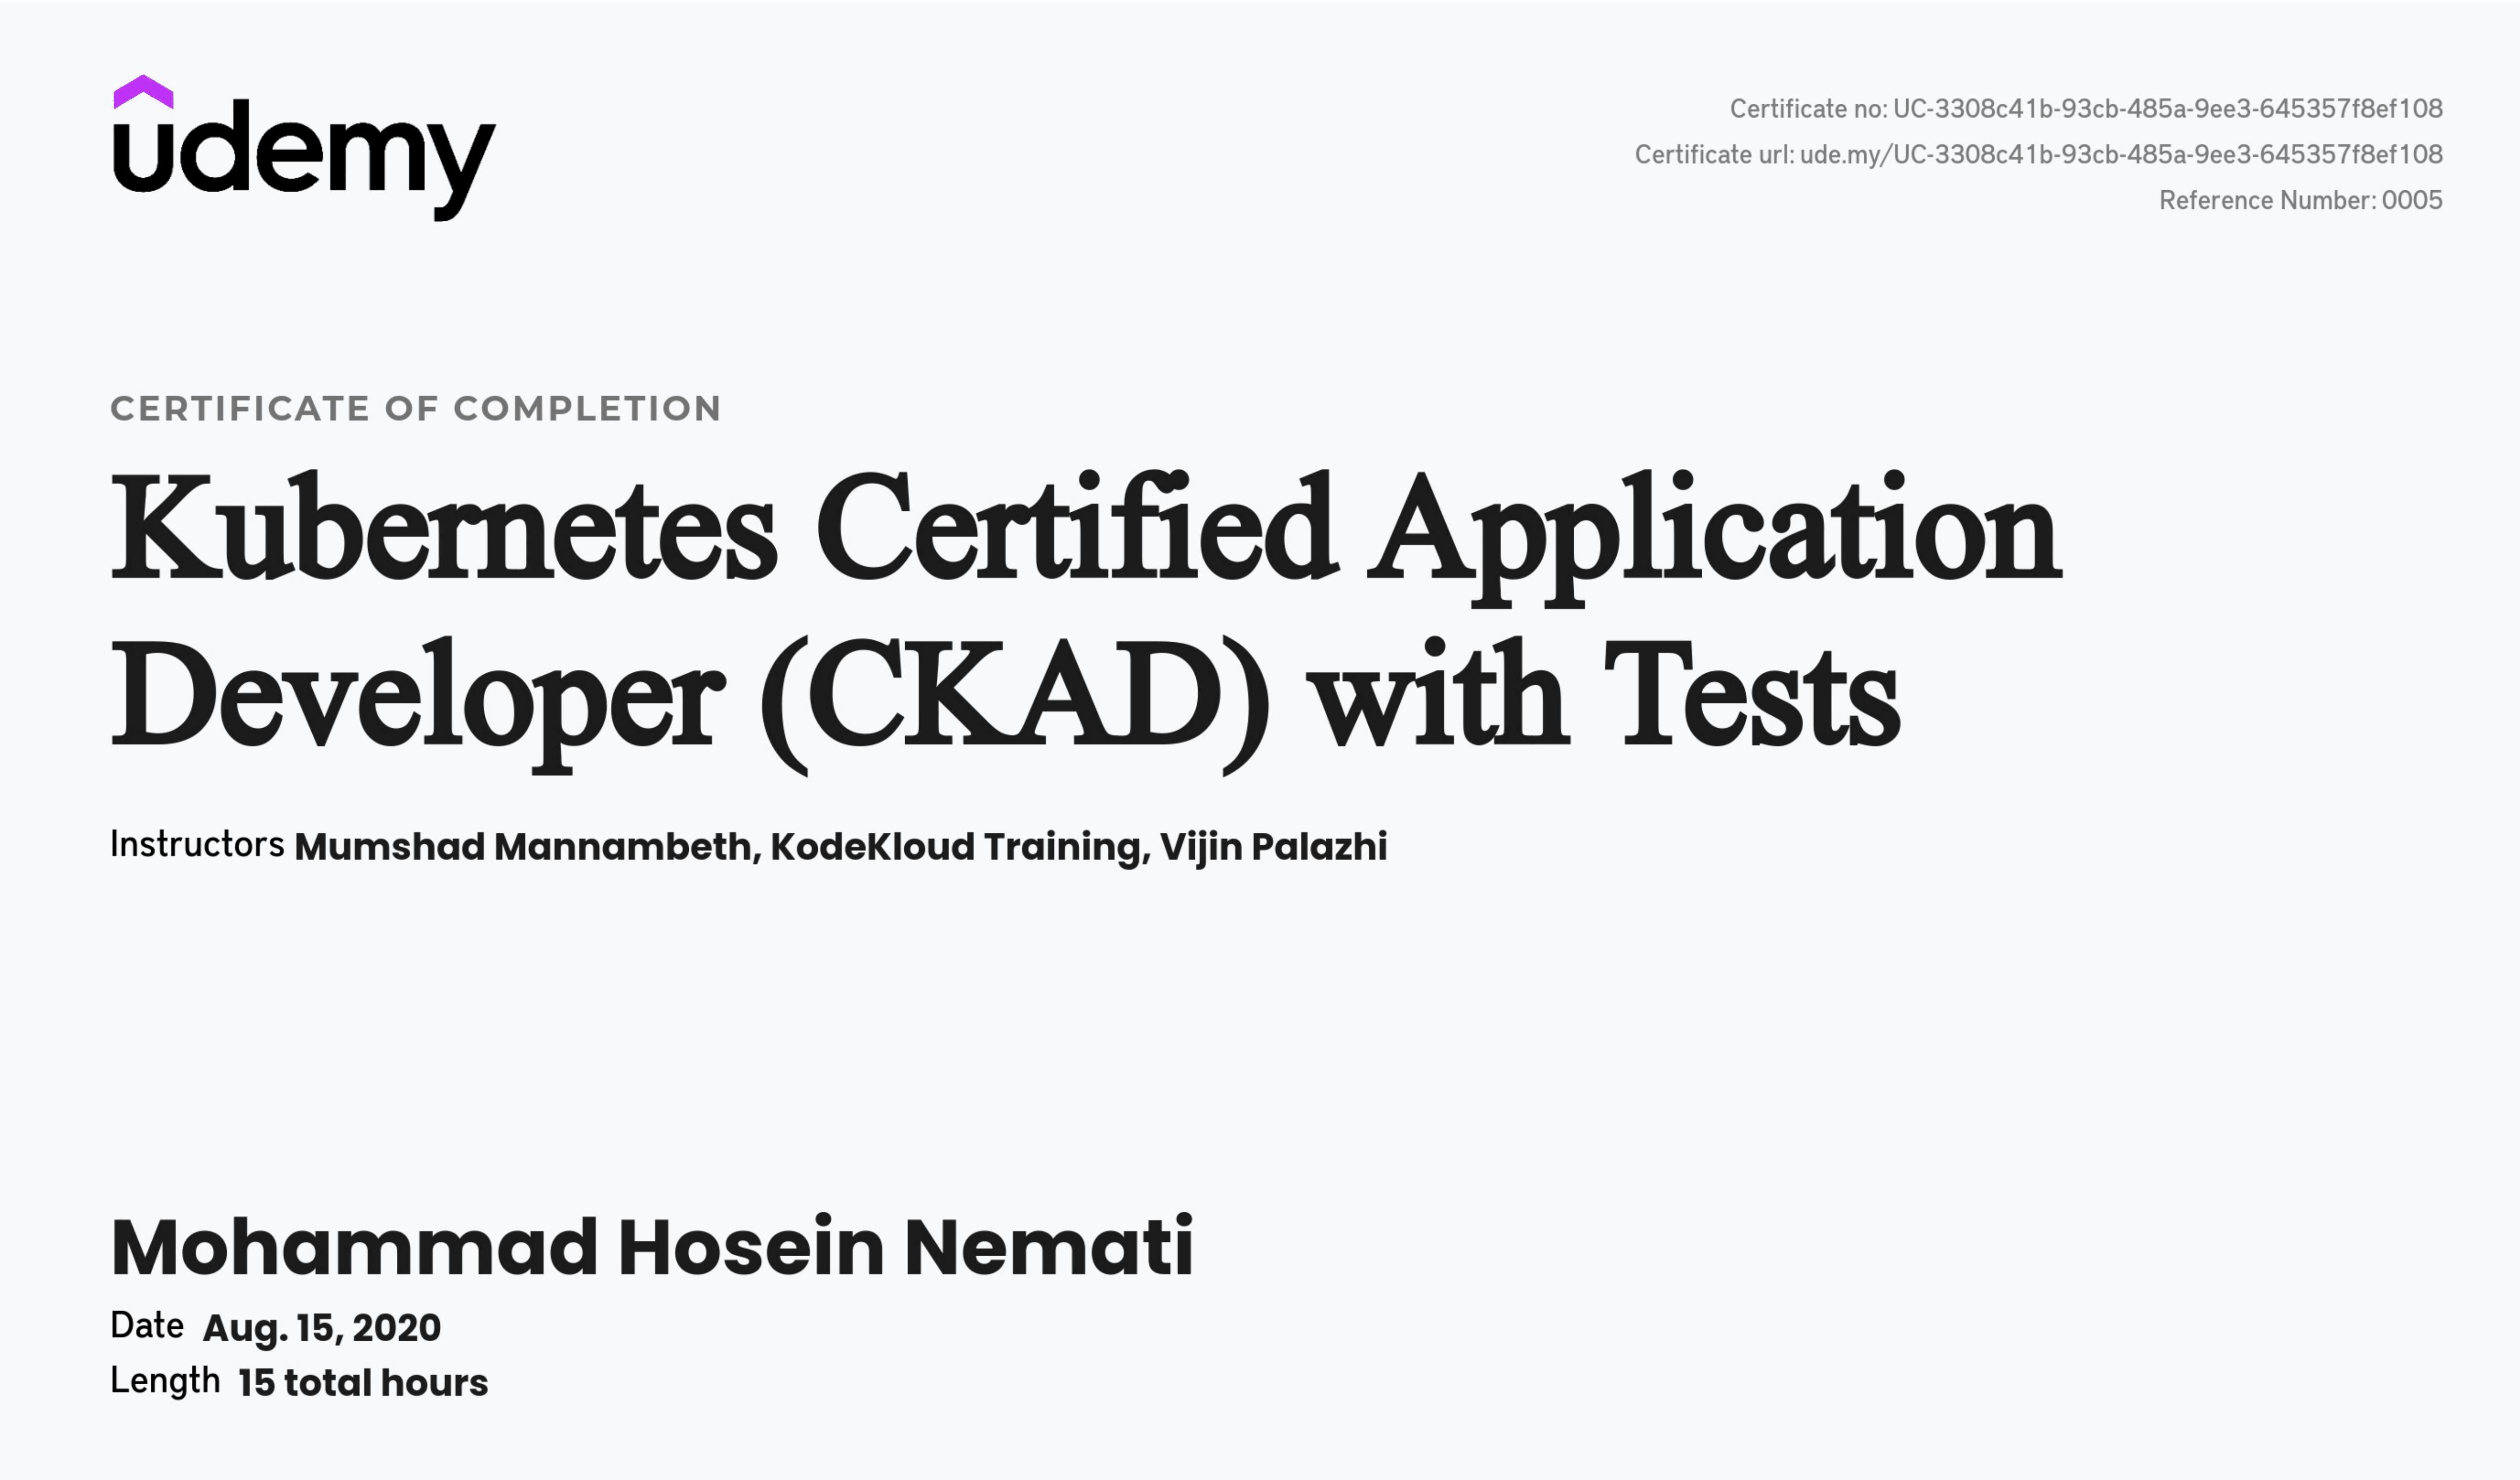 udemy
Certificate no: UC-3308c41b-93cb-485a-9ee3-645357f8ef108
Certificate url: ude.my/UC-3308c41b-93cb-485a-9ee3-645357f8ef108
Reference Number: 0005
CERTIFICATE OF COMPLETION
Kubernetes Certified Application
Developer (CKAD) with Tests
Instructors Mumshad Mannambeth, KodeKloud Training, Vijin Palazhi
Mohammad Hosein Nemati
Date Aug. 15, 2020
Length 15 total hours